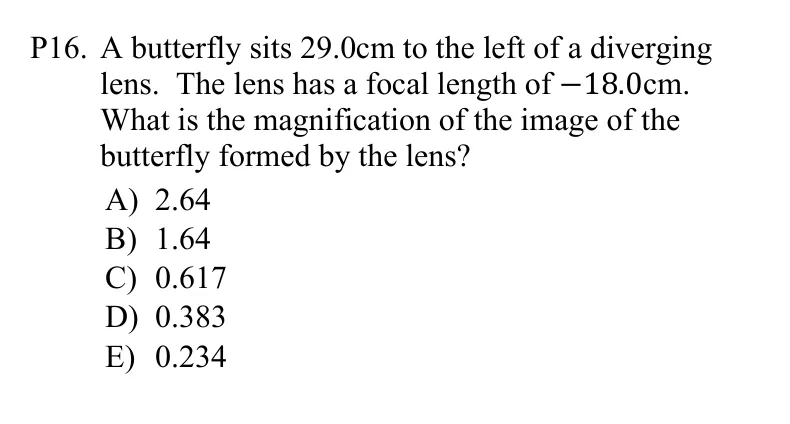 P16. A butterfly sits 29.0cm to the left of a diverging
lens. The lens has a focal length of −18.0cm.
What is the magnification of the image of the
butterfly formed by the lens?
A) 2.64
B) 1.64
C) 0.617
D) 0.383
E) 0.234